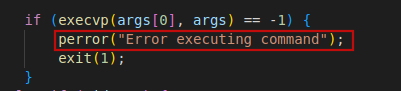 if (execvp(args[0], args) == -1) {
perror("Error executing command");
exit(1);
}